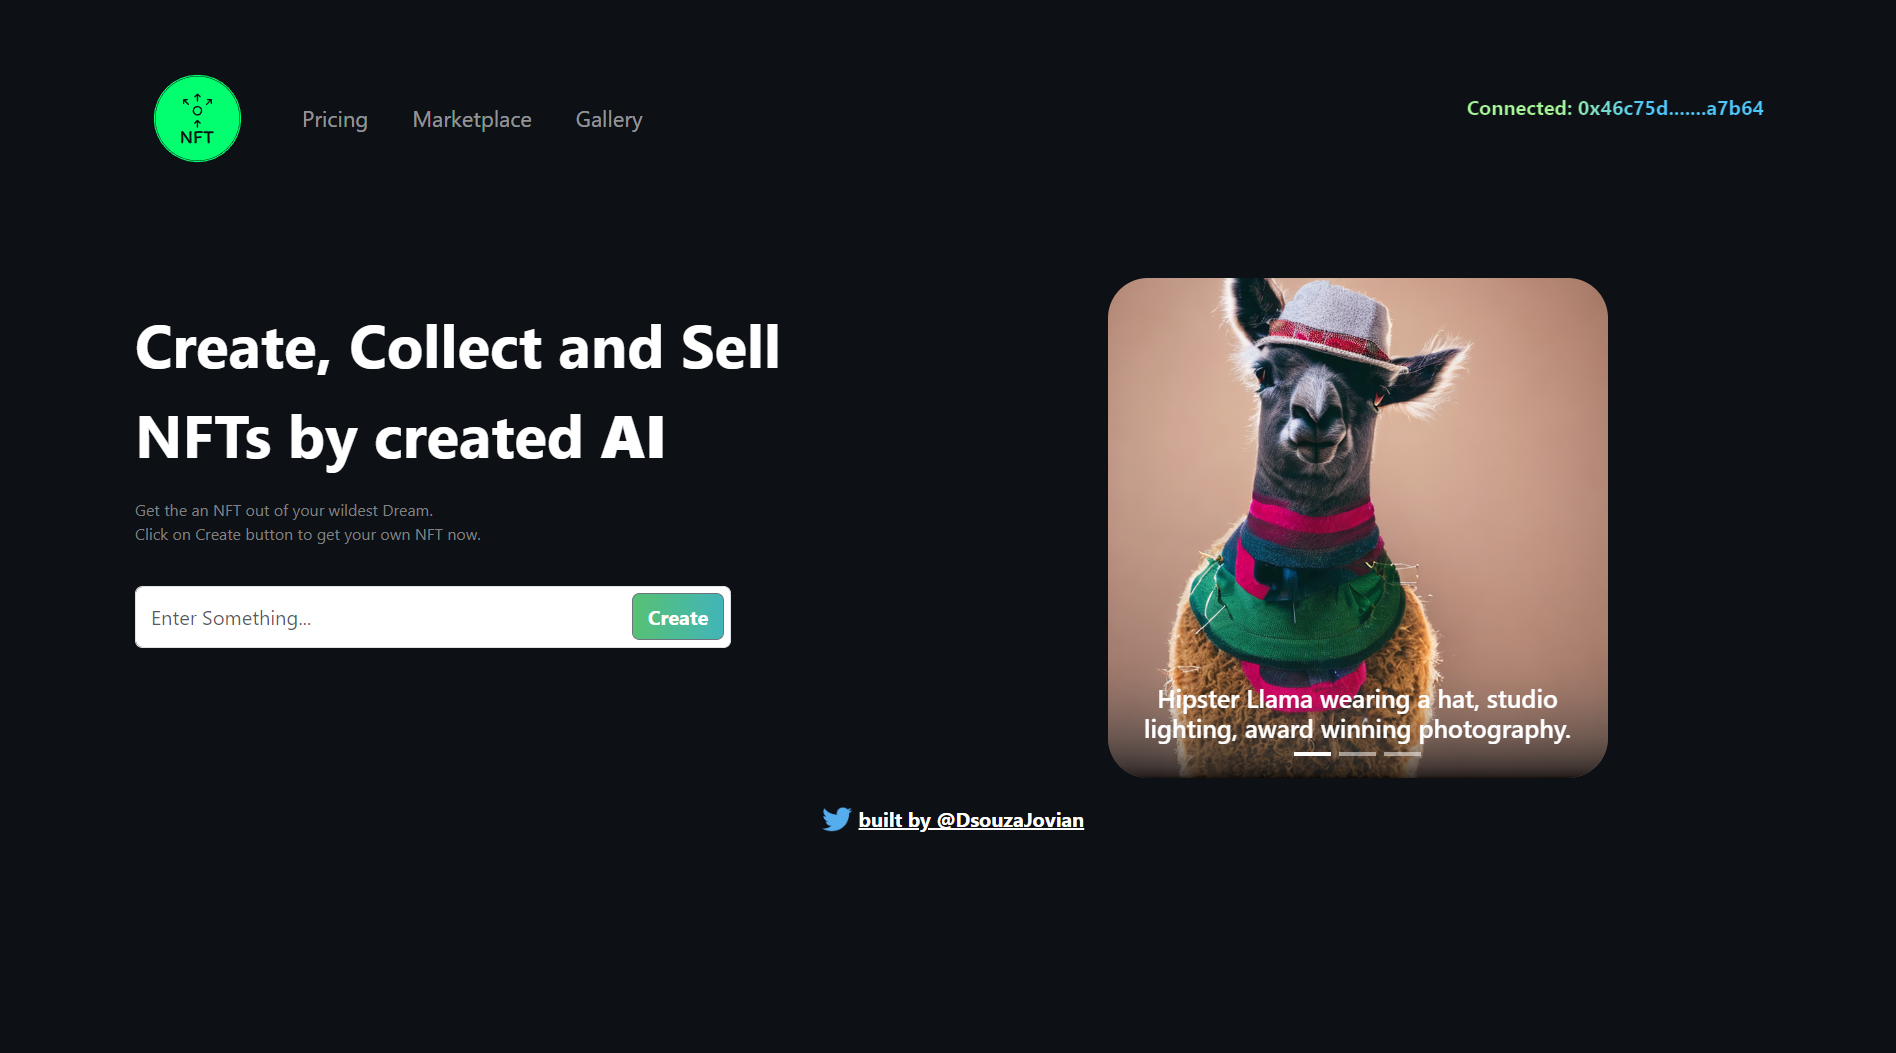 NFT
Pricing
Marketplace
Gallery
Connected: 0x46c75d.......a7b64
Create, Collect and Sell
NFTs by created AI
Get the an NFT out of your wildest Dream.
Click on Create button to get your own NFT now.
Enter Something...
Create
Hipster Llama wearing a hat, studio
lighting, award winning photography.
built by @DsouzaJovian